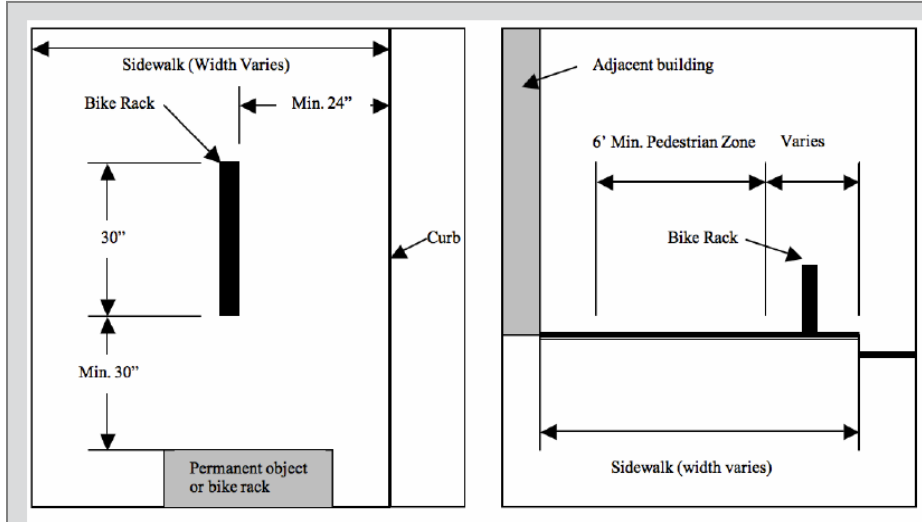 Sidewalk (Width Varies)
Bike Rack
Min. 24”
30”
Curb
Min. 30”
Permanent object
or bike rack
Adjacent building
6’ Min. Pedestrian Zone
Varies
Bike Rack
Sidewalk (width varies)